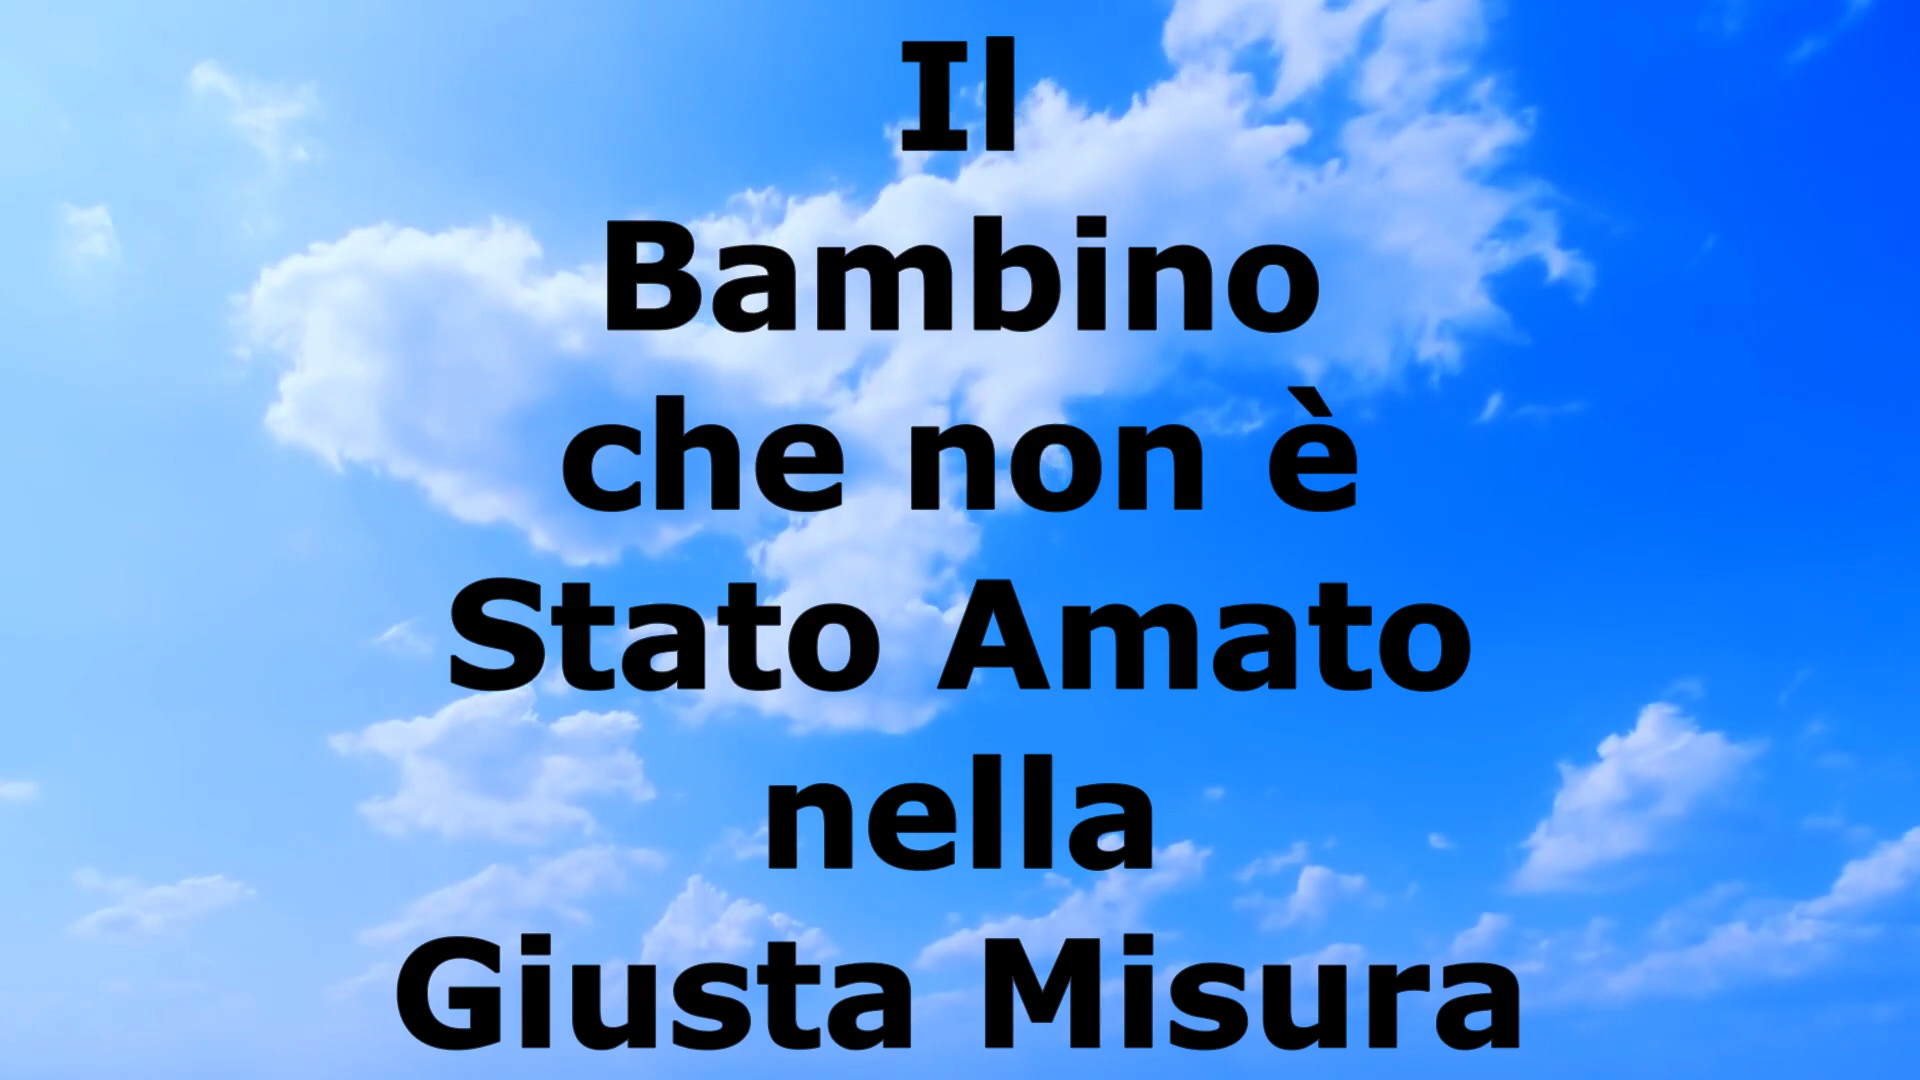 Il
Bambino
che non è
Stato Amato
nella
Giusta Misura